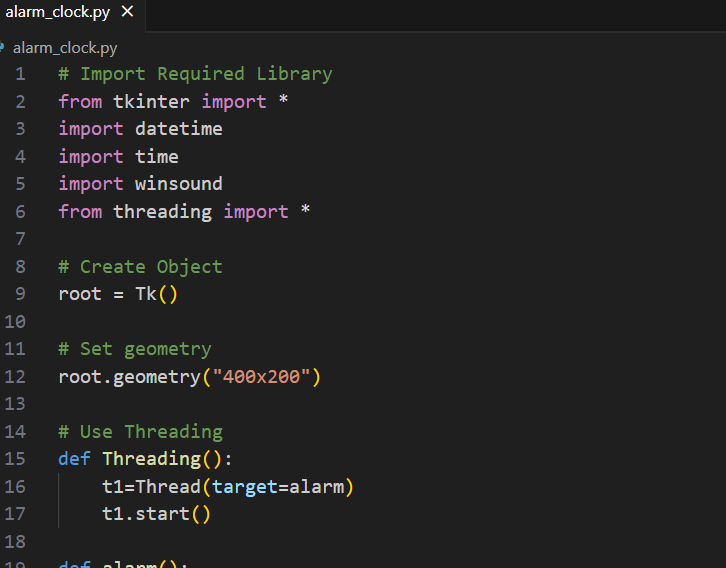 alarm_clock.py ×
alarm_clock.py
1 # Import Required Library
2 from tkinter import *
3 import datetime
4 import time
5 import winsound
6 from threading import *
7
8 # Create Object
9 root = Tk()
10
11 # Set geometry
12 root.geometry("400x200")
13
14 # Use Threading
15 def Threading():
16     t1=Thread(target=alarm)
17     t1.start()
18
19 def alarm():